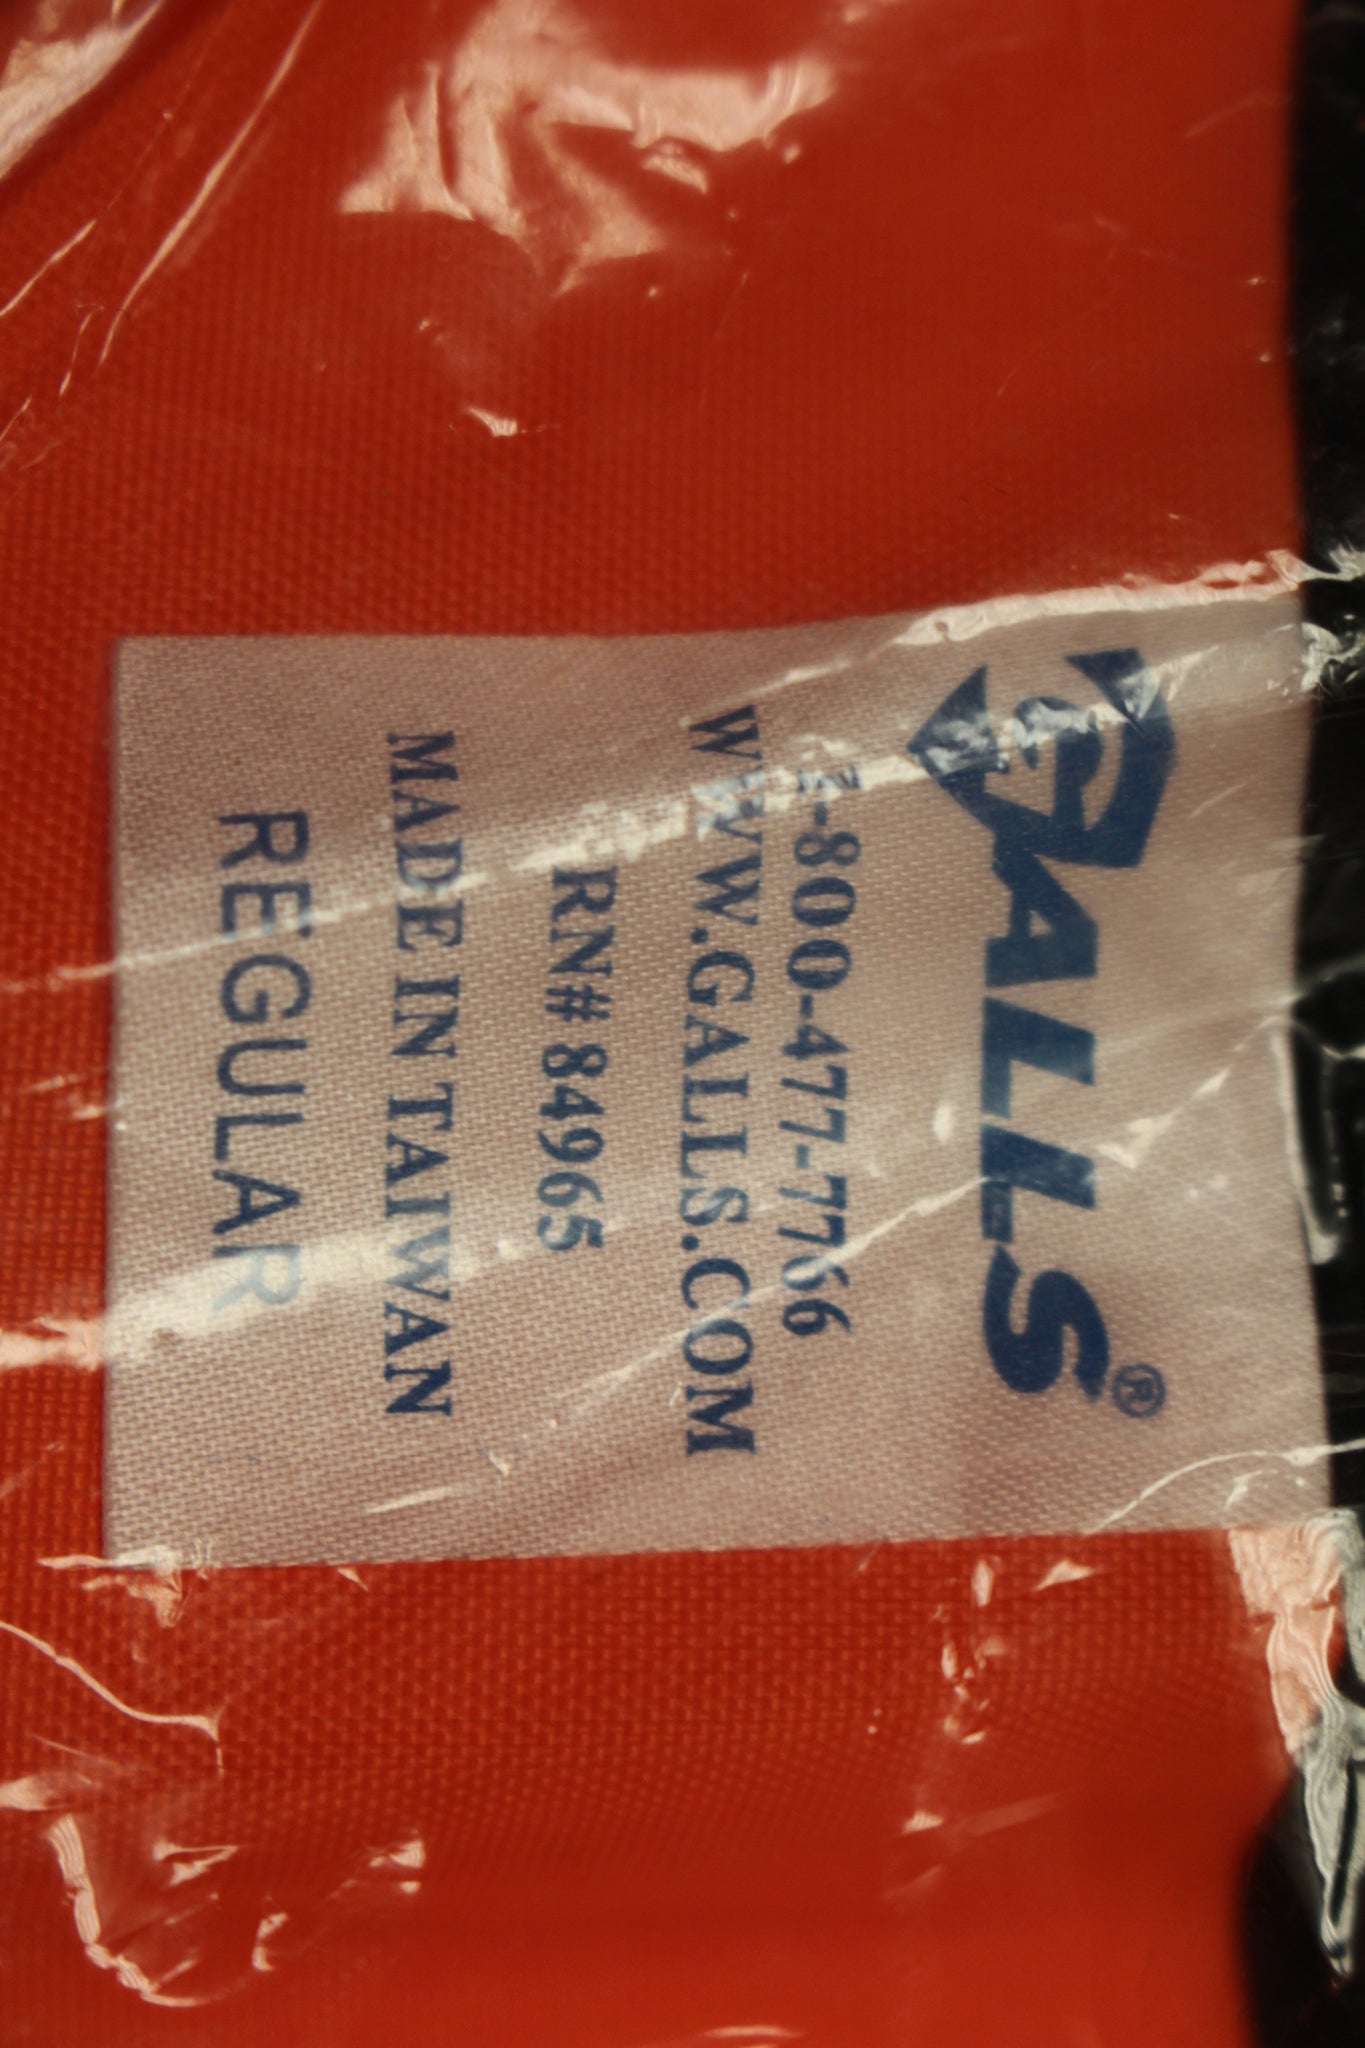 GALLS®
1-800-477-7766
WWW.GALLS.COM
RN# 84965
MADE IN TAIWAN
REGULAR